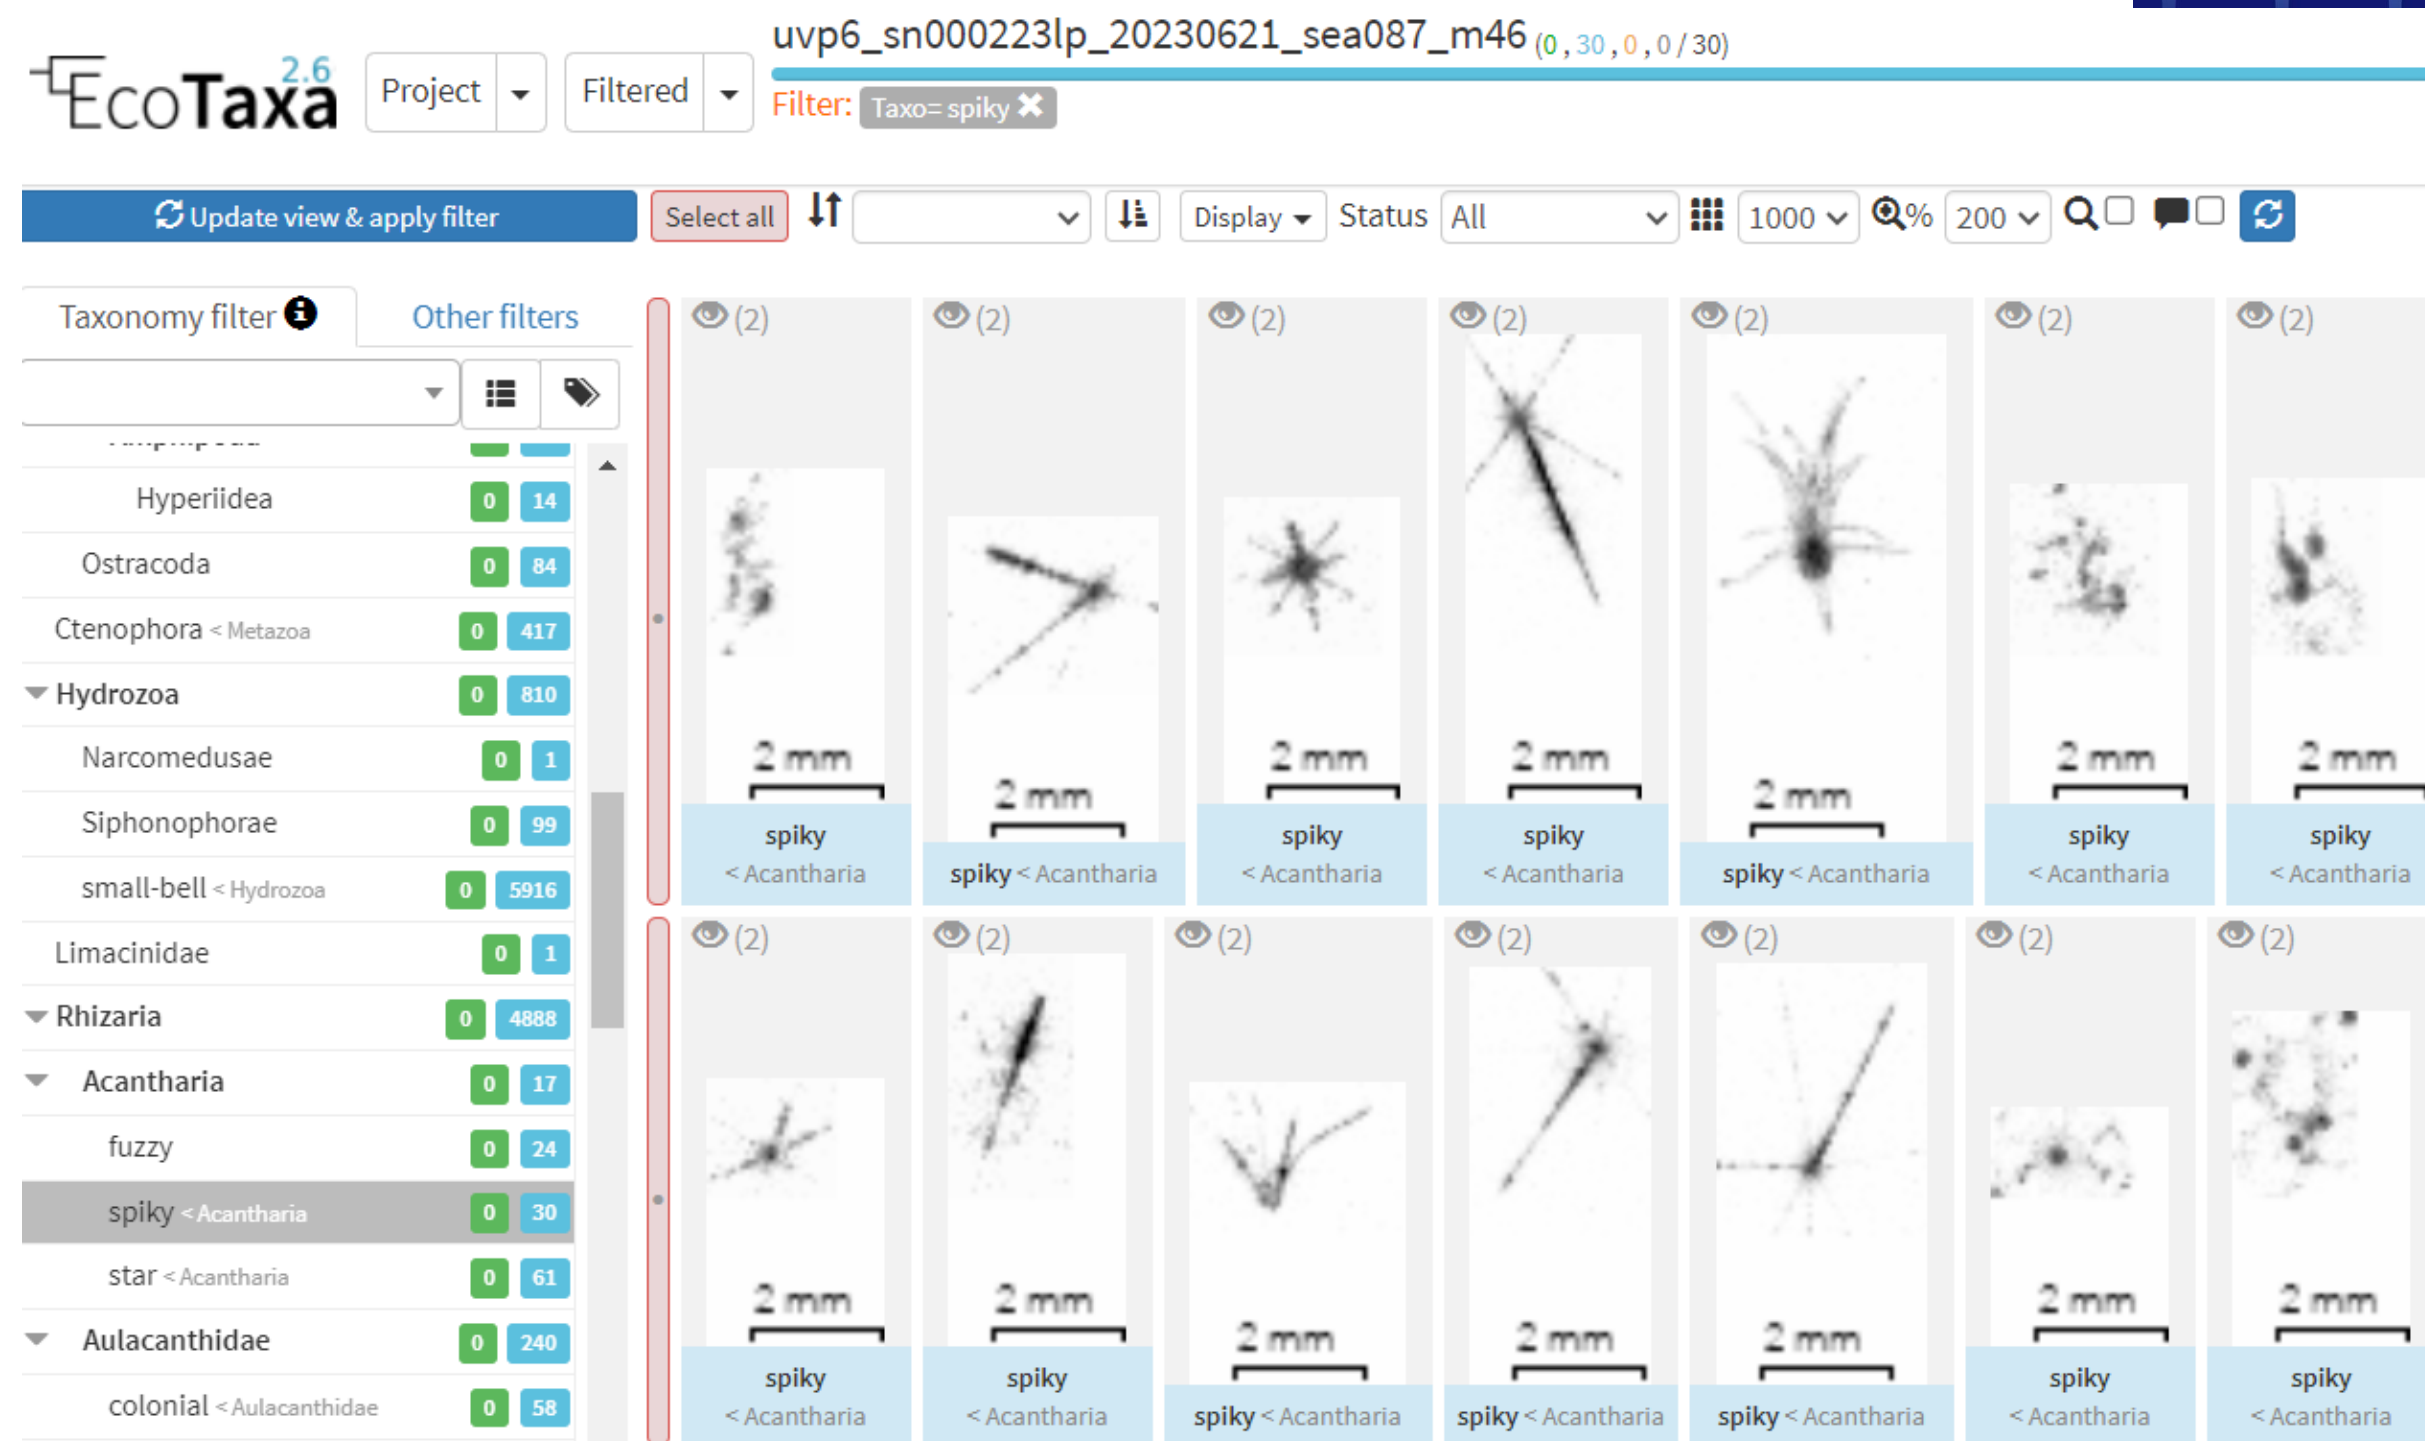 uvp6_sn000223lp_20230621_sea087_m46 (0 , 30 , 0 , 0 / 30)
EcoTaxa 2.6
Project
Filtered
Filter: Taxo= spiky ✖
Update view & apply filter
Select all
Display
Status
All
1000
%
200
Taxonomy filter
Other filters
Hyperiidea 0 14
Ostracoda 0 84
Ctenophora < Metazoa 0 417
Hydrozoa 0 810
Narcomedusae 0 1
Siphonophorae 0 99
small-bell < Hydrozoa 0 5916
Limacinidae 0 1
Rhizaria 0 4888
Acantharia 0 17
fuzzy 0 24
spiky < Acantharia 0 30
star < Acantharia 0 61
Aulacanthidae 0 240
colonial < Aulacanthidae 0 58
(2) (2) (2) (2) (2) (2) (2)
2 mm 2 mm 2 mm 2 mm 2 mm 2 mm 2 mm
spiky
< Acantharia
spiky < Acantharia
spiky
< Acantharia
spiky
< Acantharia
spiky < Acantharia
spiky
< Acantharia
spiky
< Acantharia
(2) (2) (2) (2) (2) (2) (2)
2 mm 2 mm 2 mm 2 mm 2 mm 2 mm 2 mm
spiky
< Acantharia
spiky
< Acantharia
spiky < Acantharia
spiky < Acantharia
spiky < Acantharia
spiky
< Acantharia
spiky
< Acantharia